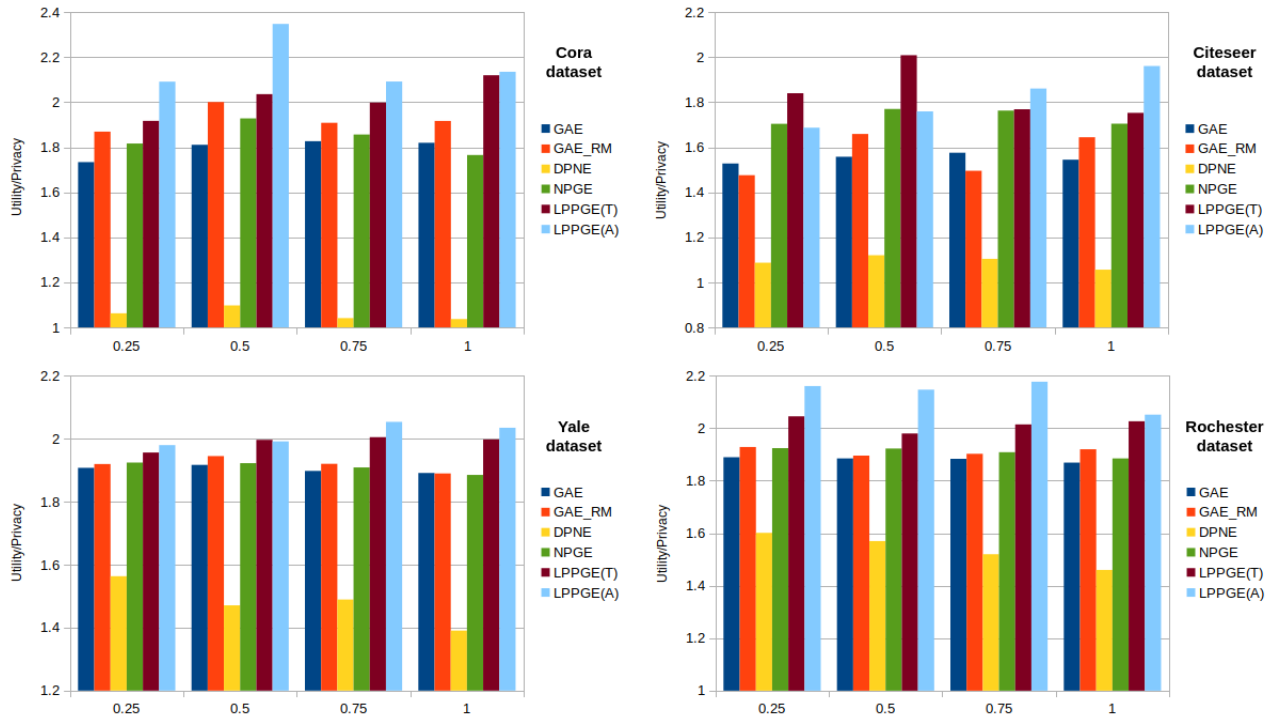 2.4
2.2
2
1.8
1.6
1.4
1.2
1
Utility/Privacy
0.25
0.5
0.75
1
Cora
dataset
GAE
GAE_RM
DPNE
NPGE
LPPGE(T)
LPPGE(A)
2.2
2
1.8
1.6
1.4
1.2
1
0.8
Utility/Privacy
0.25
0.5
0.75
1
Citeseer
dataset
GAE
GAE_RM
DPNE
NPGE
LPPGE(T)
LPPGE(A)
2.2
2
1.8
1.6
1.4
1.2
Utility/Privacy
0.25
0.5
0.75
1
Yale
dataset
GAE
GAE_RM
DPNE
NPGE
LPPGE(T)
LPPGE(A)
2.2
2
1.8
1.6
1.4
1.2
1
Utility/Privacy
0.25
0.5
0.75
1
Rochester
dataset
GAE
GAE_RM
DPNE
NPGE
LPPGE(T)
LPPGE(A)